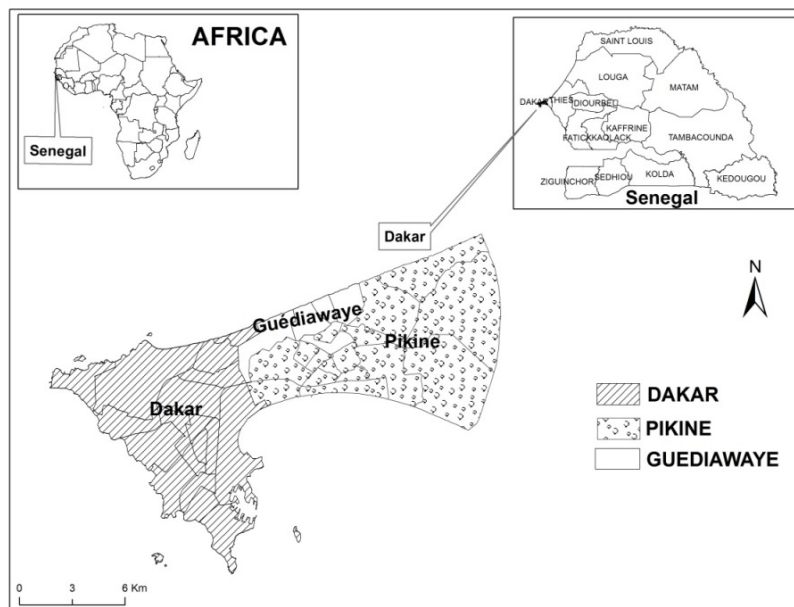 AFRICA
Senegal
SAINT LOUIS
LOUGA
MATAM
DAKAR
THIES
DIOURBEL
KAFFRINE
FATICK
KAOLACK
TAMBACOUNDA
ZIGUINCHOR
SEDHIOU
KOLDA
KEDOUGOU
Senegal
Dakar
N
Guédiawaye
Pikine
Dakar
DAKAR
PIKINE
GUEDIAWAYE
0 3 6 Km